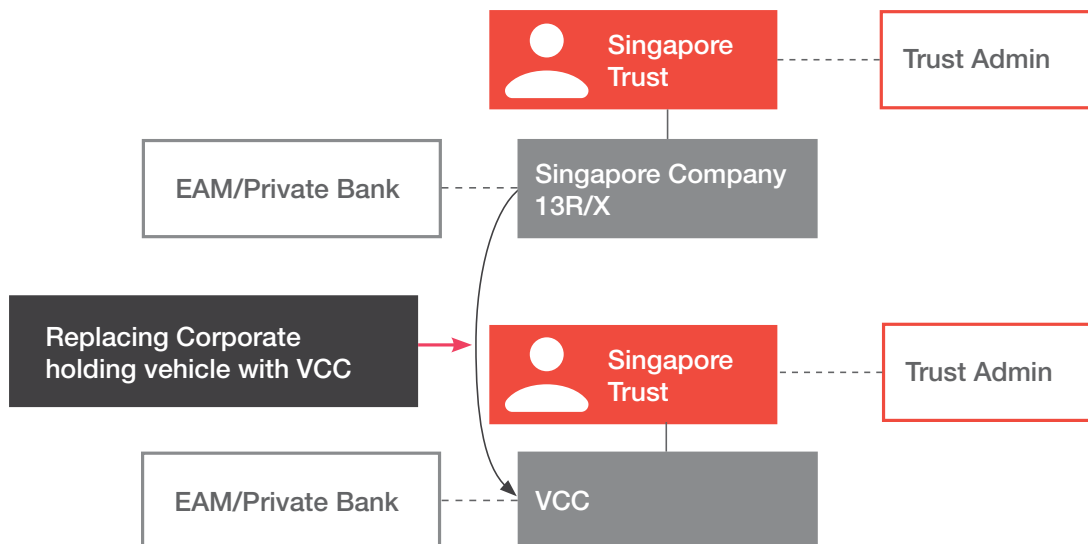 Singapore
Trust
Trust Admin
EAM/Private Bank
Singapore Company
13R/X
Replacing Corporate
holding vehicle with VCC
Singapore
Trust
Trust Admin
EAM/Private Bank
VCC